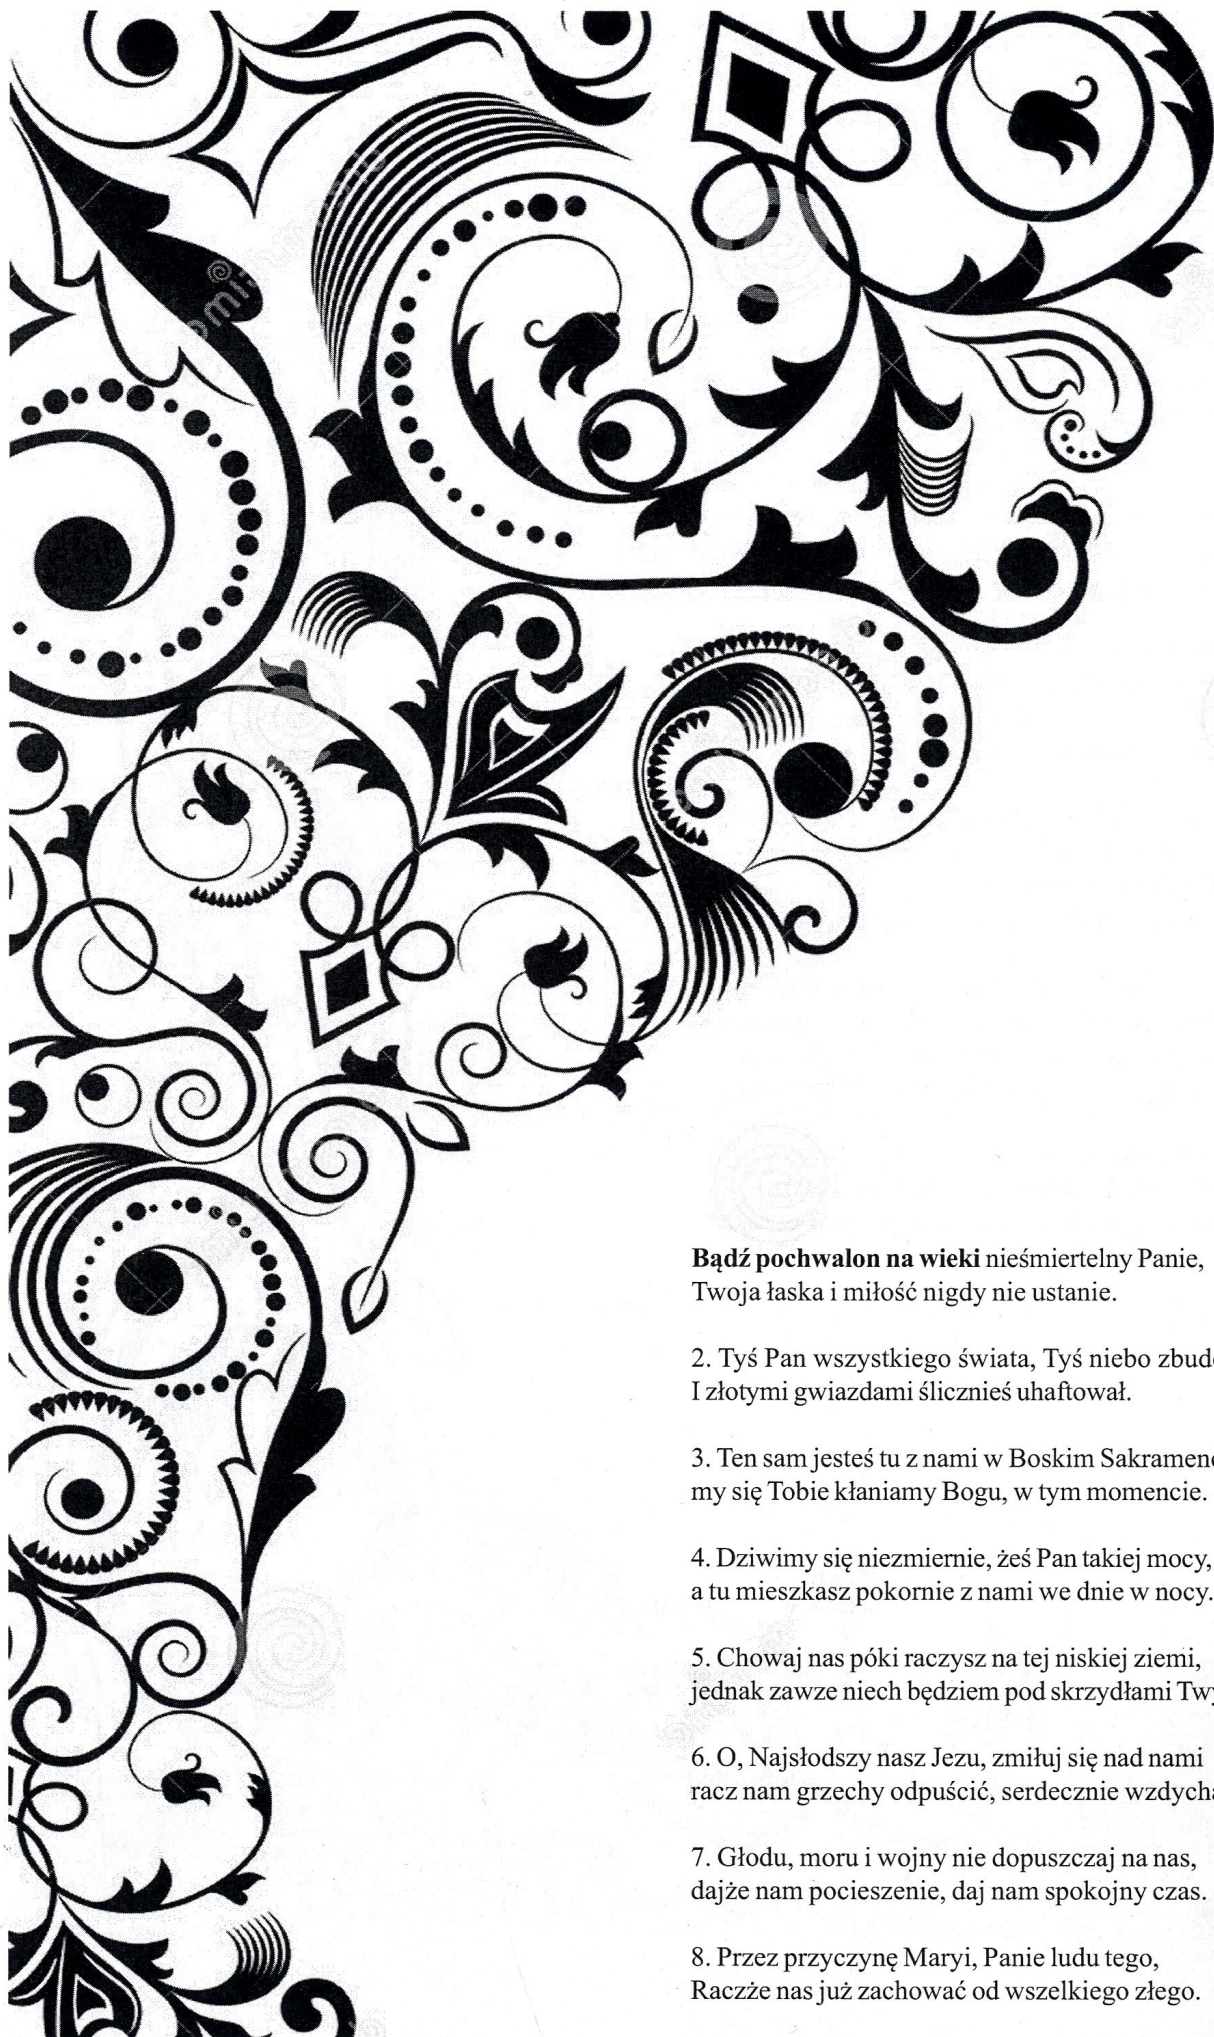 Bądź pochwalon na wieki nieśmiertelny Panie,
Twoja łaska i miłość nigdy nie ustanie.
2. Tyś Pan wszystkiego świata, Tyś niebo
I złotymi gwiazdami ślicznieś uhaftował.
3. Ten sam jesteś tu z nami w Boskim
my się Tobie kłaniamy Bogu, w tym momencie.
4. Dziwimy się niezmiernie, żeś Pan takiej mocy,
a tu mieszkasz pokornie z nami we dnie w nocy.
5. Chowaj nas póki raczysz na tej niskiej ziemi,
jednak zawze niech będziem pod skrzydłami
6. O, Najsłodszy nasz Jezu, zmiłuj się nad nami
racz nam grzechy odpuścić, serdecznie
7. Głodu, moru i wojny nie dopuszczaj na nas,
dajże nam pocieszenie, daj nam spokojny czas.
8. Przez przyczynę Maryi, Panie ludu tego,
Raczże nas już zachować od wszelkiego złego.